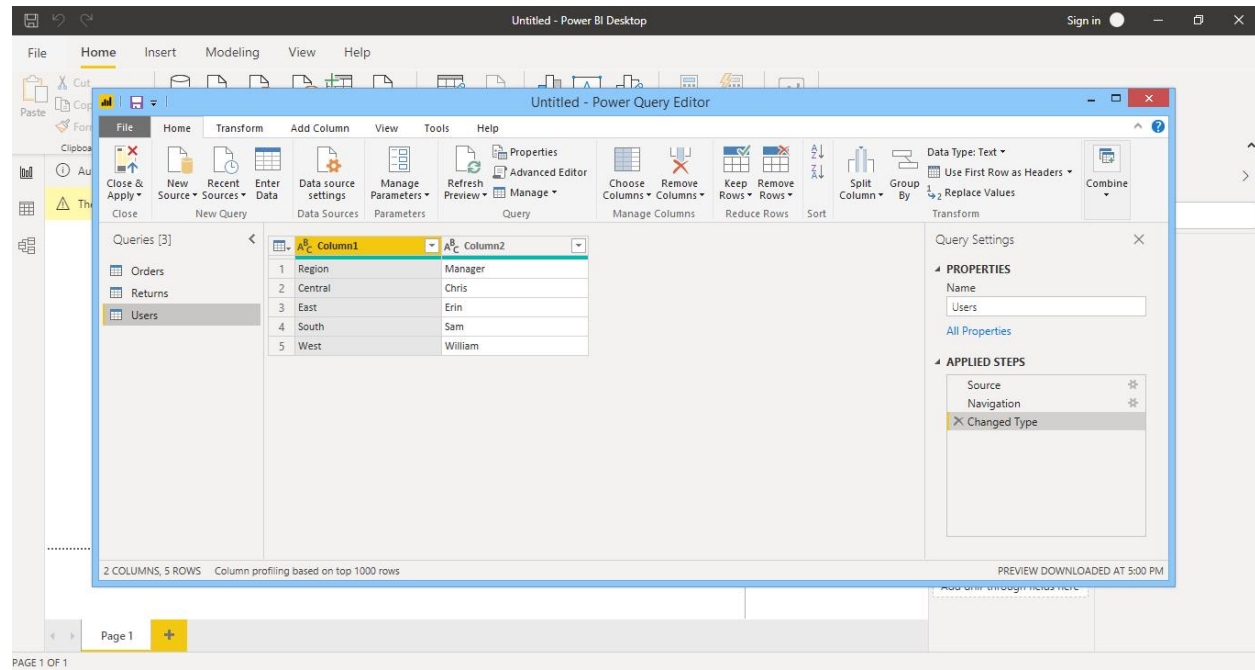 Untitled - Power BI Desktop
Sign in
File Home Insert Modeling View Help
Cut
Paste
Clipboa
Au
PAGE 1 OF 1
Page 1
Untitled - Power Query Editor
File Home Transform Add Column View Tools Help
Close & Apply
Close
New Source
Recent Sources
Enter Data
New Query
Data source settings
Data Sources
Manage Parameters
Parameters
Refresh Preview
Properties
Advanced Editor
Manage
Query
Choose Columns
Remove Columns
Manage Columns
Keep Rows
Remove Rows
Reduce Rows
Sort
Split Column
Group By
Data Type: Text
Use First Row as Headers
Replace Values
Transform
Combine
Queries [3]
Orders
Returns
Users
ABC Column1 ABC Column2
1 Region Manager
2 Central Chris
3 East Erin
4 South Sam
5 West William
Query Settings
PROPERTIES
Name
Users
All Properties
APPLIED STEPS
Source
Navigation
Changed Type
2 COLUMNS, 5 ROWS Column profiling based on top 1000 rows
PREVIEW DOWNLOADED AT 5:00 PM